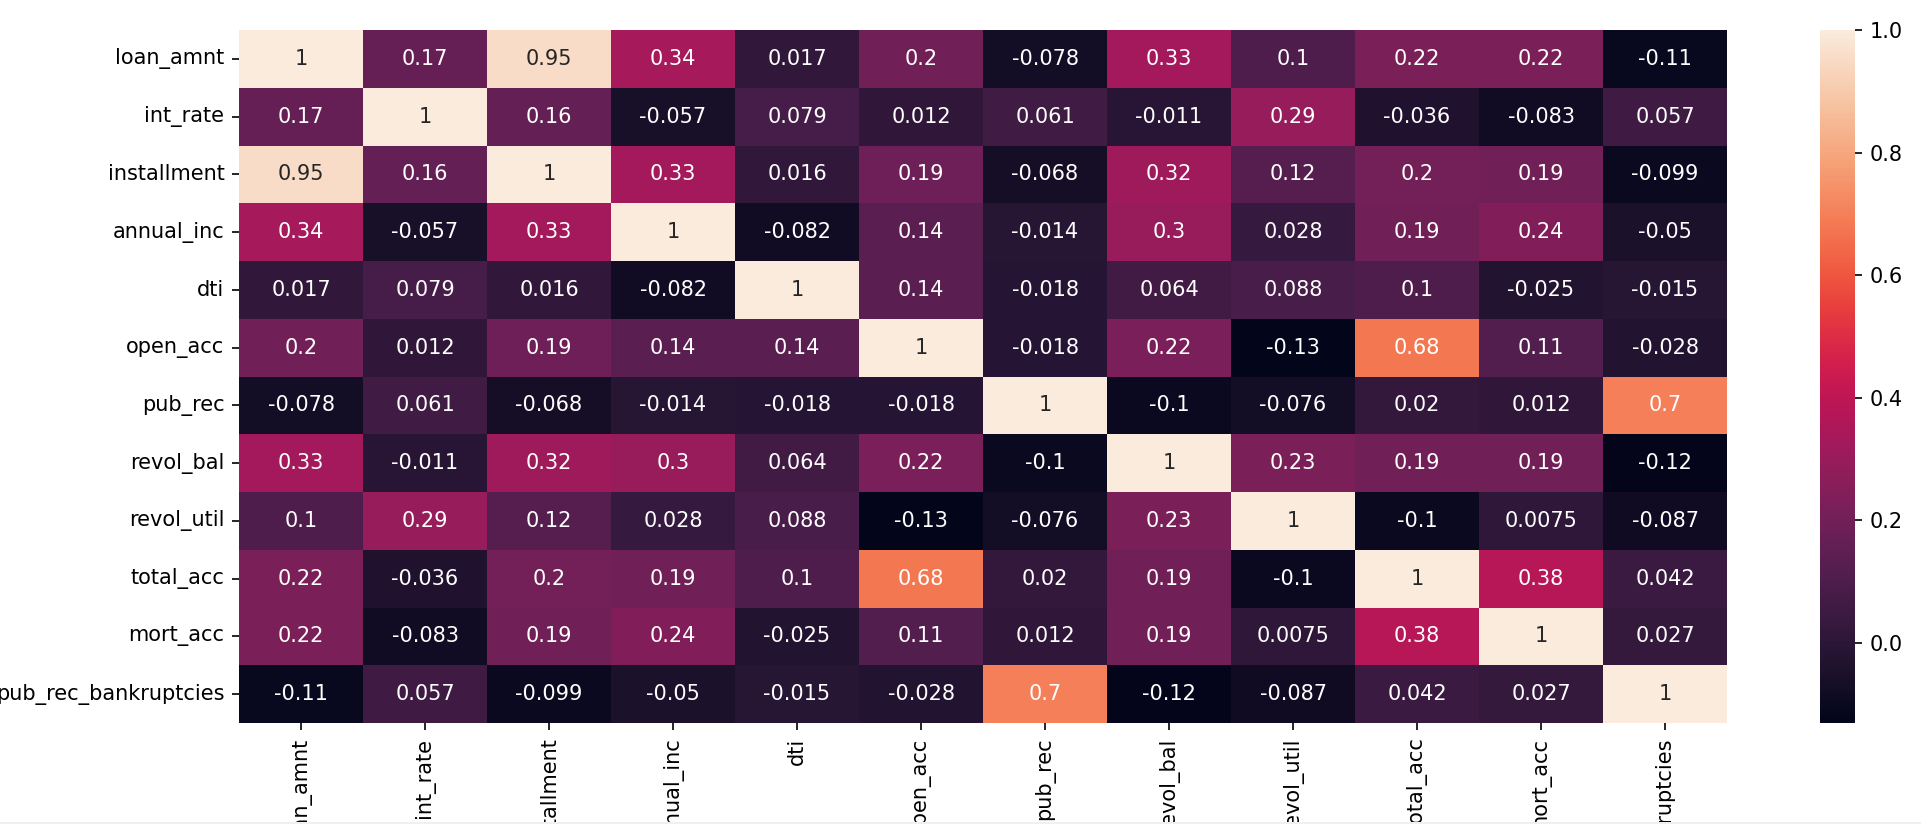 loan_amnt 1 0.17 0.95 0.34 0.017 0.2 -0.078 0.33 0.1 0.22 0.22 -0.11
int_rate 0.17 1 0.16 -0.057 0.079 0.012 0.061 -0.011 0.29 -0.036 -0.083 0.057
installment 0.95 0.16 1 0.33 0.016 0.19 -0.068 0.32 0.12 0.2 0.19 -0.099
annual_inc 0.34 -0.057 0.33 1 -0.082 0.14 -0.014 0.3 0.028 0.19 0.24 -0.05
dti 0.017 0.079 0.016 -0.082 1 0.14 -0.018 0.064 0.088 0.1 -0.025 -0.015
open_acc 0.2 0.012 0.19 0.14 0.14 1 -0.018 0.22 -0.13 0.68 0.11 -0.028
pub_rec -0.078 0.061 -0.068 -0.014 -0.018 -0.018 1 -0.1 -0.076 0.02 0.012 0.7
revol_bal 0.33 -0.011 0.32 0.3 0.064 0.22 -0.1 1 0.23 0.19 0.19 -0.12
revol_util 0.1 0.29 0.12 0.028 0.088 -0.13 -0.076 0.23 1 -0.1 0.0075 -0.087
total_acc 0.22 -0.036 0.2 0.19 0.1 0.68 0.02 0.19 -0.1 1 0.38 0.042
mort_acc 0.22 -0.083 0.19 0.24 -0.025 0.11 0.012 0.19 0.0075 0.38 1 0.027
pub_rec_bankruptcies -0.11 0.057 -0.099 -0.05 -0.015 -0.028 0.7 -0.12 -0.087 0.042 0.027 1
an_amnt
int_rate
tallment
nual_inc
dti
pen_acc
pub_rec
evol_bal
evol_util
otal_acc
nort_acc
ruptcies
1.0
0.8
0.6
0.4
0.2
0.0